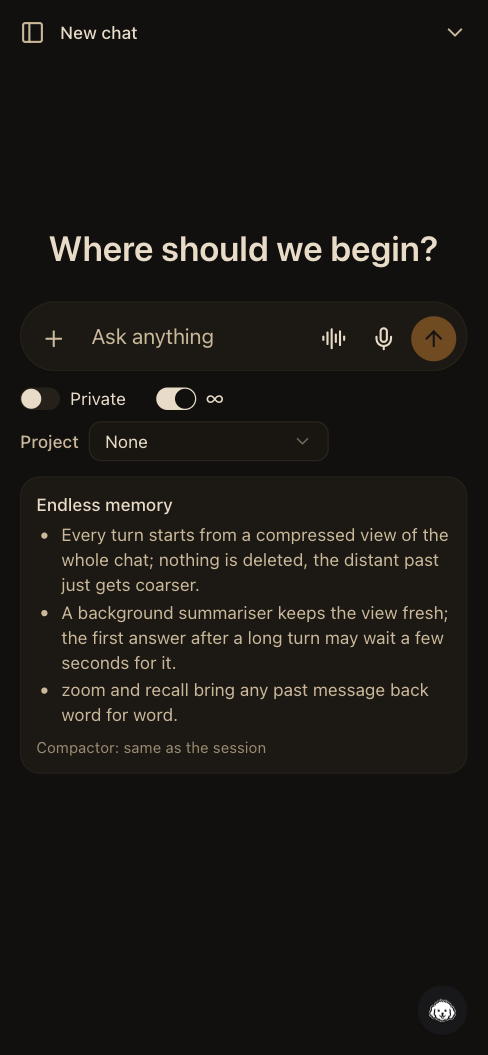 New chat
Where should we begin?
Ask anything
Private
∞
Project
None
Endless memory
• Every turn starts from a compressed view of the
whole chat; nothing is deleted, the distant past
just gets coarser.
• A background summariser keeps the view fresh;
the first answer after a long turn may wait a few
seconds for it.
• zoom and recall bring any past message back
word for word.
Compactor: same as the session